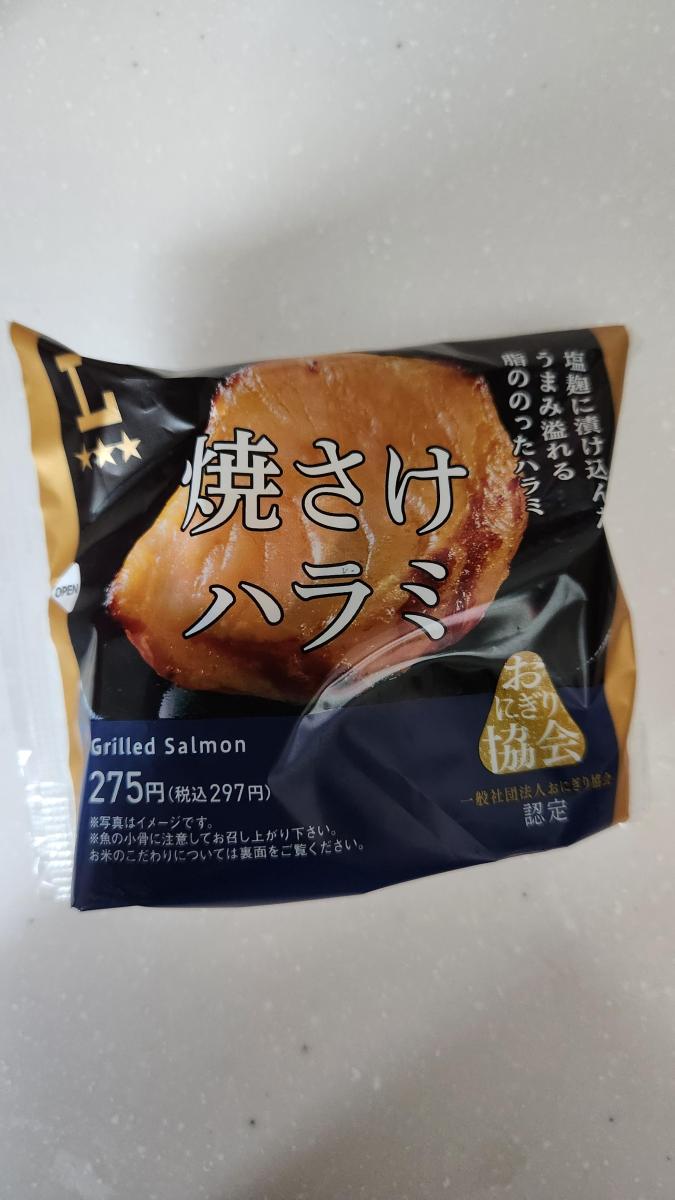 塩麹に漬け込んだ
うまみ溢れる
脂ののったハラミ
L
焼さけ
ハラミ
OPEN
おにぎり
協会
一般社団法人おにぎり協会
認定
Grilled Salmon
275円(税込297円)
※写真はイメージです。
※魚の小骨に注意してお召し上がり下さい。
お米のこだわりについては裏面をご覧ください。